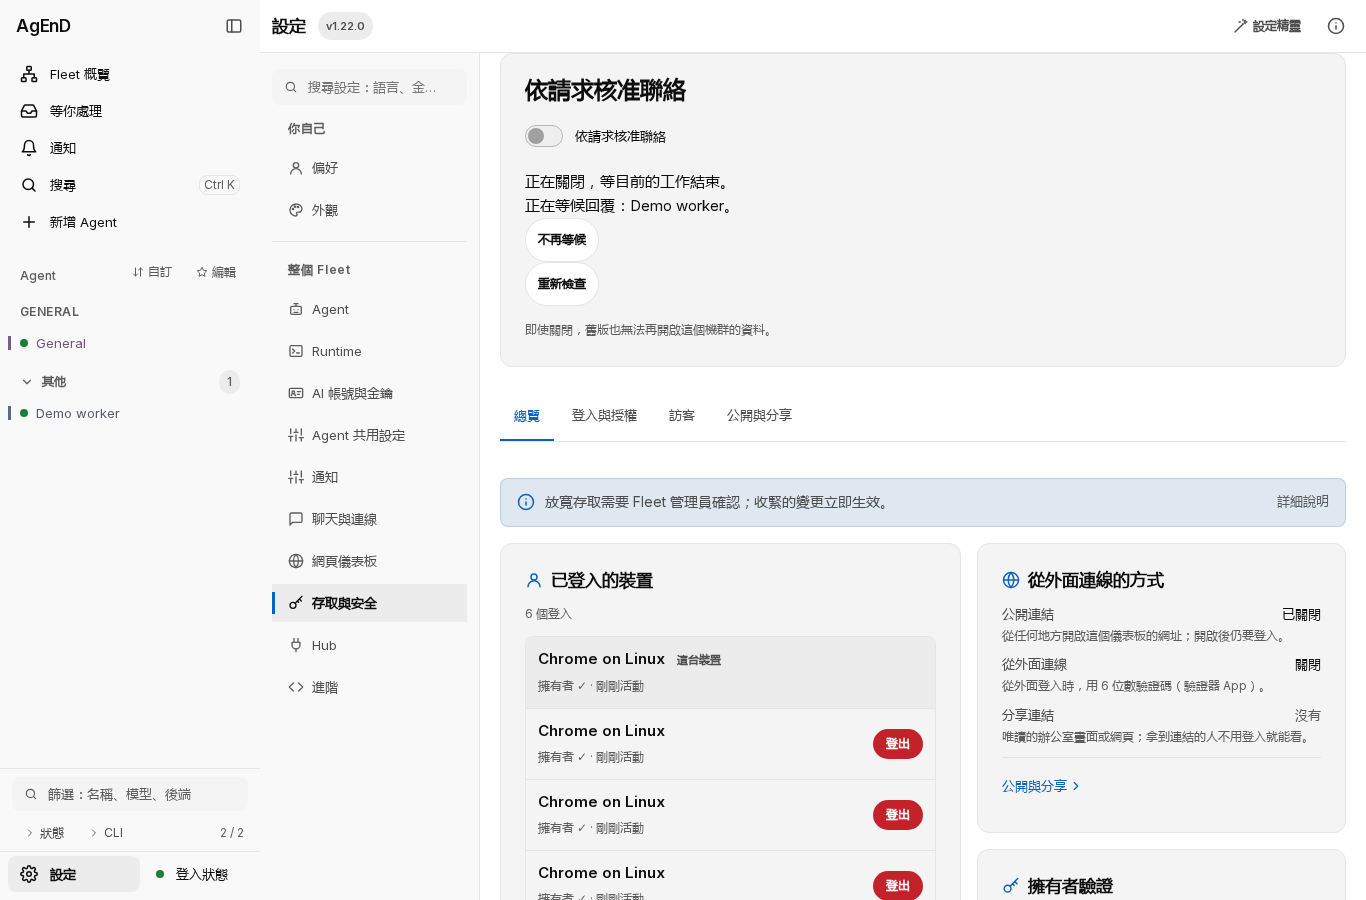 AgEnD
Fleet 概覽
等你處理
通知
搜尋
Ctrl K
新增 Agent
Agent
自訂
編輯
GENERAL
General
其他
1
Demo worker
篩選：名稱、模型、後端
狀態
CLI
2 / 2
設定
登入狀態
設定
v1.22.0
設定精靈
搜尋設定：語言、金…
你自己
偏好
外觀
整個 Fleet
Agent
Runtime
AI 帳號與金鑰
Agent 共用設定
通知
聊天與連線
網頁儀表板
存取與安全
Hub
進階
依請求核准聯絡
依請求核准聯絡
正在關閉，等目前的工作結束。
正在等候回覆：Demo worker。
不再等候
重新檢查
即使關閉，舊版也無法再開啟這個機群的資料。
總覽
登入與授權
訪客
公開與分享
放寬存取需要 Fleet 管理員確認；收緊的變更立即生效。
詳細說明
已登入的裝置
6 個登入
Chrome on Linux
這台裝置
擁有者 ✓ · 剛剛活動
Chrome on Linux
擁有者 ✓ · 剛剛活動
登出
Chrome on Linux
擁有者 ✓ · 剛剛活動
登出
Chrome on Linux
擁有者 ✓ · 剛剛活動
登出
從外面連線的方式
公開連結
已關閉
從任何地方開啟這個儀表板的網址；開啟後仍要登入。
從外面連線
關閉
從外面登入時，用 6 位數驗證碼（驗證器 App）。
分享連結
沒有
唯讀的辦公室畫面或網頁；拿到連結的人不用登入就能看。
公開與分享
擁有者驗證